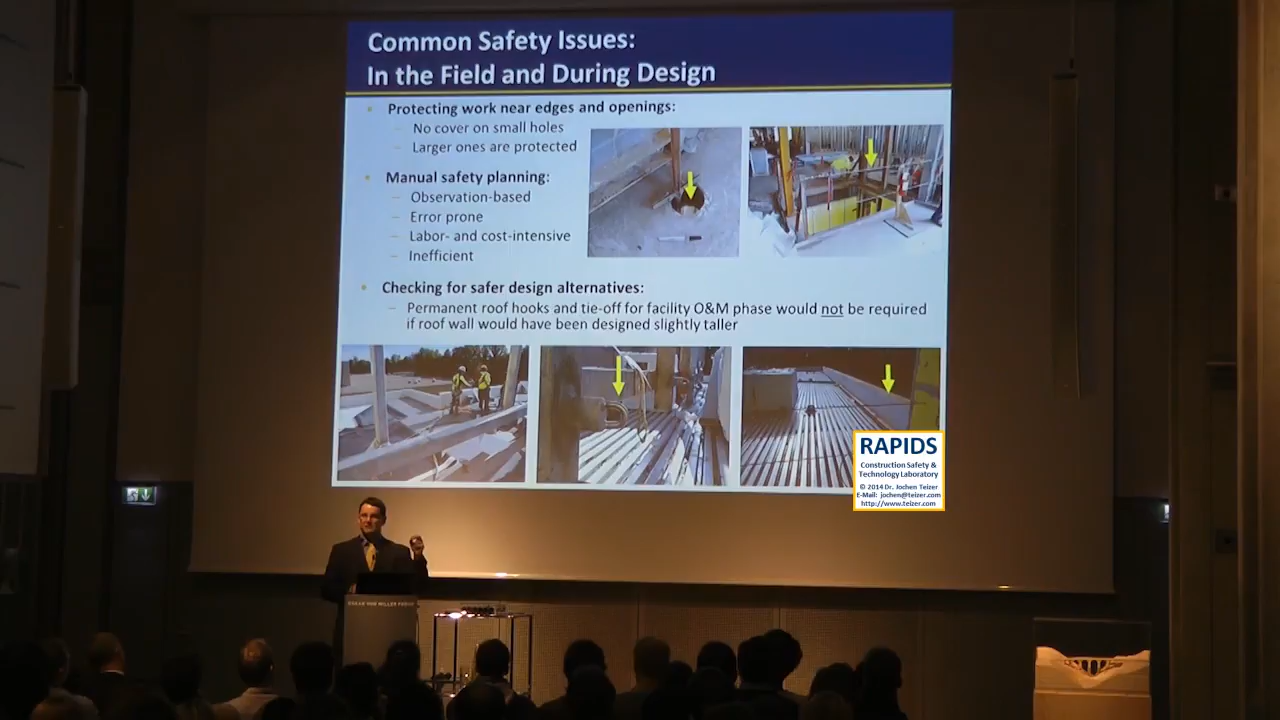 Common Safety Issues:
In the Field and During Design
Protecting work near edges and openings:
No cover on small holes
Larger ones are protected
Manual safety planning:
Observation-based
Error prone
Labor- and cost-intensive
Inefficient
Checking for safer design alternatives:
Permanent roof hooks and tie-off for facility O&M phase would not be required
if roof wall would have been designed slightly taller
RAPIDS
Construction Safety &
Technology Laboratory
© 2014 Dr. Jochen Teizer
E-Mail: jochen@teizer.com
http://www.teizer.com
OSKAR VON MILLER FORUM